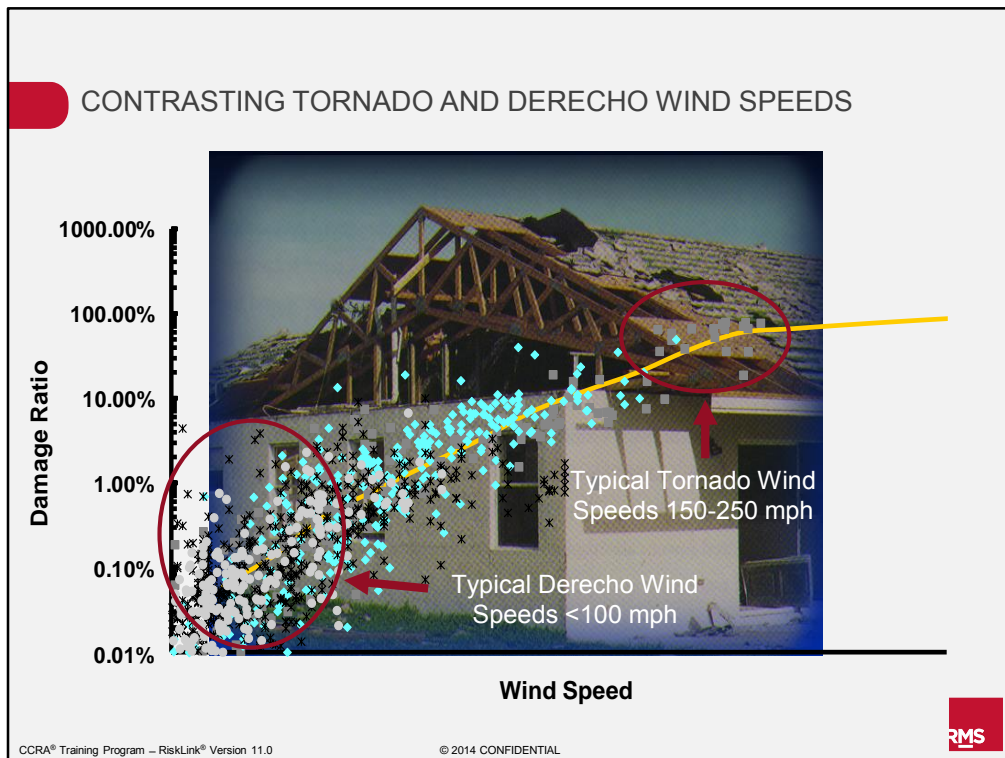 CONTRASTING TORNADO AND DERECHO WIND SPEEDS
1000.00%
100.00%
10.00%
1.00%
0.10%
0.01%
Damage Ratio
Typical Tornado Wind
Speeds 150-250 mph
Typical Derecho Wind
Speeds <100 mph
Wind Speed
CCRA® Training Program – RiskLink® Version 11.0
© 2014 CONFIDENTIAL
RMS